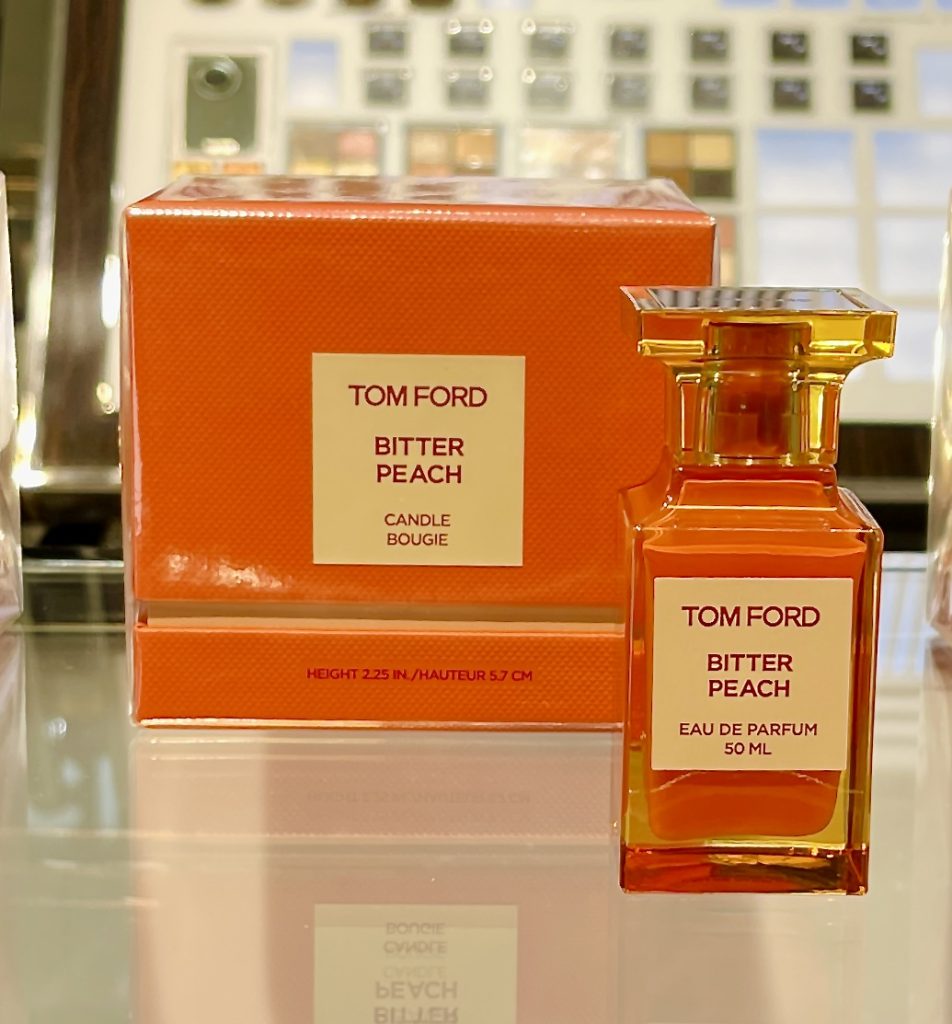 TOM FORD
BITTER
PEACH
CANDLE
BOUGIE
HEIGHT 2.25 IN./HAUTEUR 5.7 CM
TOM FORD
BITTER
PEACH
EAU DE PARFUM
50 ML